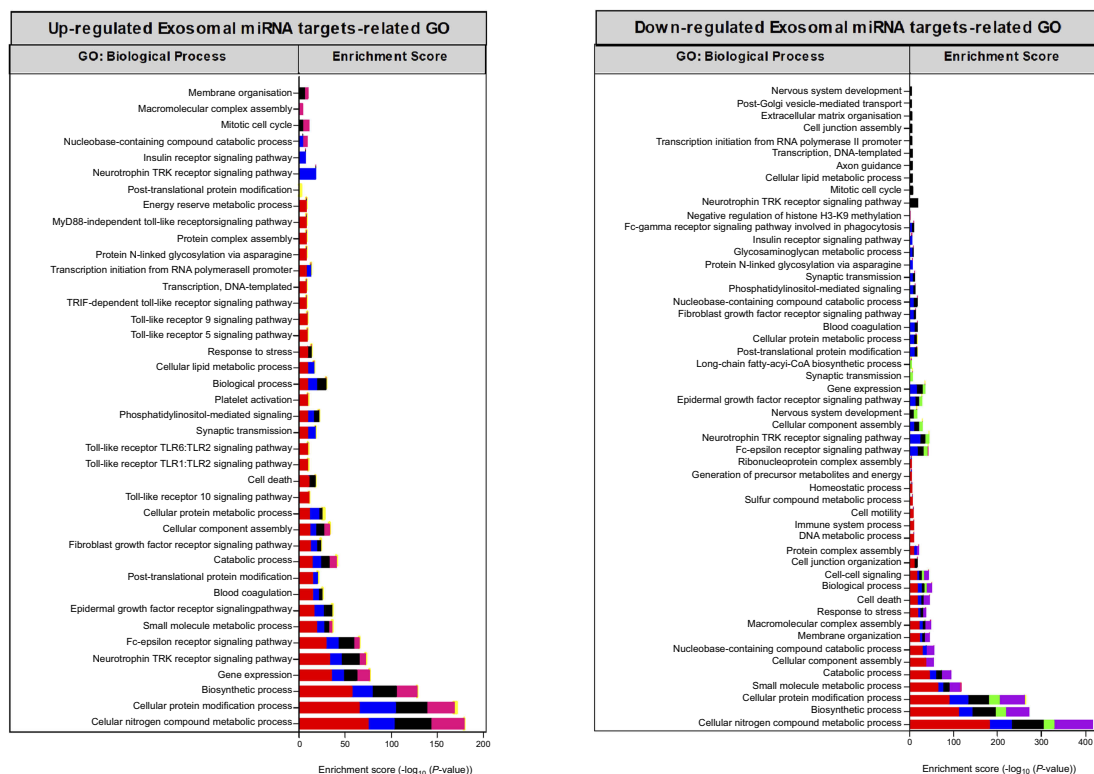 Up-regulated Exosomal miRNA targets-related GO
GO: Biological Process
Enrichment Score
Membrane organisation
Macromolecular complex assembly
Mitotic cell cycle
Nucleobase-containing compound catabolic process
Insulin receptor signaling pathway
Neurotrophin TRK receptor signaling pathway
Post-translational protein modification
Energy reserve metabolic process
MyD88-independent toll-like receptorsignaling pathway
Protein complex assembly
Protein N-linked glycosylation via asparagine
Transcription initiation from RNA polymerasell promoter
Transcription, DNA-templated
TRIF-dependent toll-like receptor signaling pathway
Toll-like receptor 9 signaling pathway
Toll-like receptor 5 signaling pathway
Response to stress
Cellular lipid metabolic process
Biological process
Platelet activation
Phosphatidylinositol-mediated signaling
Synaptic transmission
Toll-like receptor TLR6:TLR2 signaling pathway
Toll-like receptor TLR1:TLR2 signaling pathway
Cell death
Toll-like receptor 10 signaling pathway
Cellular protein metabolic process
Cellular component assembly
Fibroblast growth factor receptor signaling pathway
Catabolic process
Post-translational protein modification
Blood coagulation
Epidermal growth factor receptor signalingpathway
Small molecule metabolic process
Fc-epsilon receptor signaling pathway
Neurotrophin TRK receptor signaling pathway
Gene expression
Biosynthetic process
Cellular protein modification process
Celular nitrogen compound metabolic process
0 50 100 150 200
Enrichment score (-log10 (P-value))
Down-regulated Exosomal miRNA targets-related GO
GO: Biological Process
Enrichment Score
Nervous system development
Post-Golgi vesicle-mediated transport
Extracellular matrix organisation
Cell junction assembly
Transcription initiation from RNA polymerase II promoter
Transcription, DNA-templated
Axon guidance
Cellular lipid metabolic process
Mitotic cell cycle
Neurotrophin TRK receptor signaling pathway
Negative regulation of histone H3-K9 methylation
Fc-gamma receptor signaling pathway involved in phagocytosis
Insulin receptor signaling pathway
Glycosaminoglycan metabolic process
Protein N-linked glycosylation via asparagine
Synaptic transmission
Phosphatidylinositol-mediated signaling
Nucleobase-containing compound catabolic process
Fibroblast growth factor receptor signaling pathway
Blood coagulation
Cellular protein metabolic process
Post-translational protein modification
Long-chain fatty-acyi-CoA biosynthetic process
Synaptic transmission
Gene expression
Epidermal growth factor receptor signaling pathway
Nervous system development
Cellular component assembly
Neurotrophin TRK receptor signaling pathway
Fc-epsilon receptor signaling pathway
Ribonucleoprotein complex assembly
Generation of precursor metabolites and energy
Homeostatic process
Sulfur compound metabolic process
Cell motility
Immune system process
DNA metabolic process
Protein complex assembly
Cell junction organization
Cell-cell signaling
Biological process
Cell death
Response to stress
Macromolecular complex assembly
Membrane organization
Nucleobase-containing compound catabolic process
Cellular component assembly
Catabolic process
Small molecule metabolic process
Cellular protein modification process
Biosynthetic process
Cellular nitrogen compound metabolic process
0 100 200 300 400
Enrichment score (-log10 (P-value))